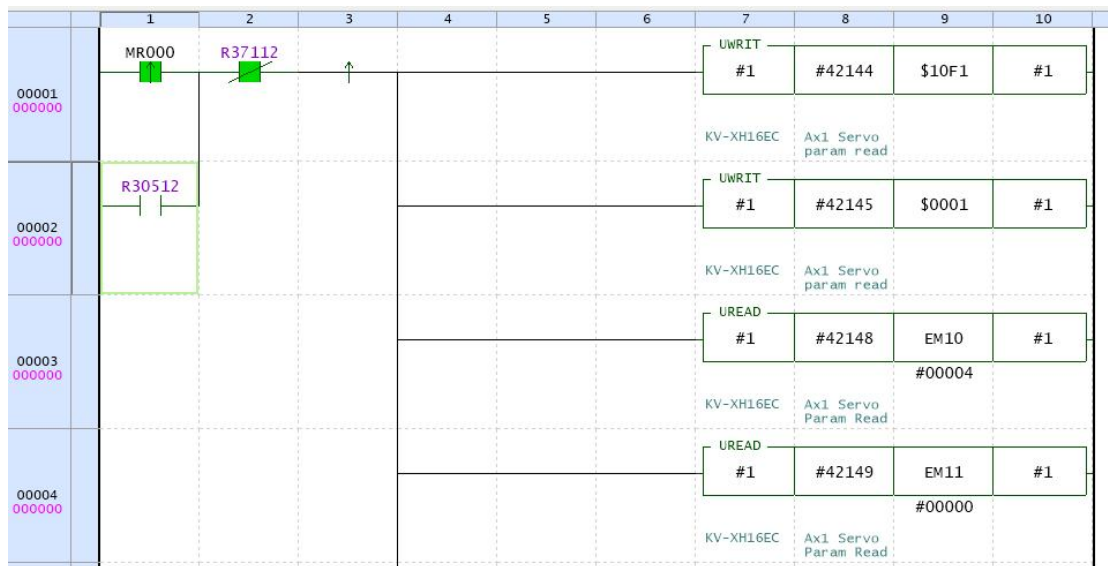 1 2 3 4 5 6 7 8 9 10
MR000 R37112
UWRIT
#1 #42144 $10F1 #1
00001
000000
KV-XH16EC Ax1 Servo
param read
R30512
UWRIT
#1 #42145 $0001 #1
00002
000000
KV-XH16EC Ax1 Servo
param read
UREAD
#1 #42148 EM10 #1
00003
000000
#00004
KV-XH16EC Ax1 Servo
Param Read
UREAD
#1 #42149 EM11 #1
00004
000000
#00000
KV-XH16EC Ax1 Servo
Param Read